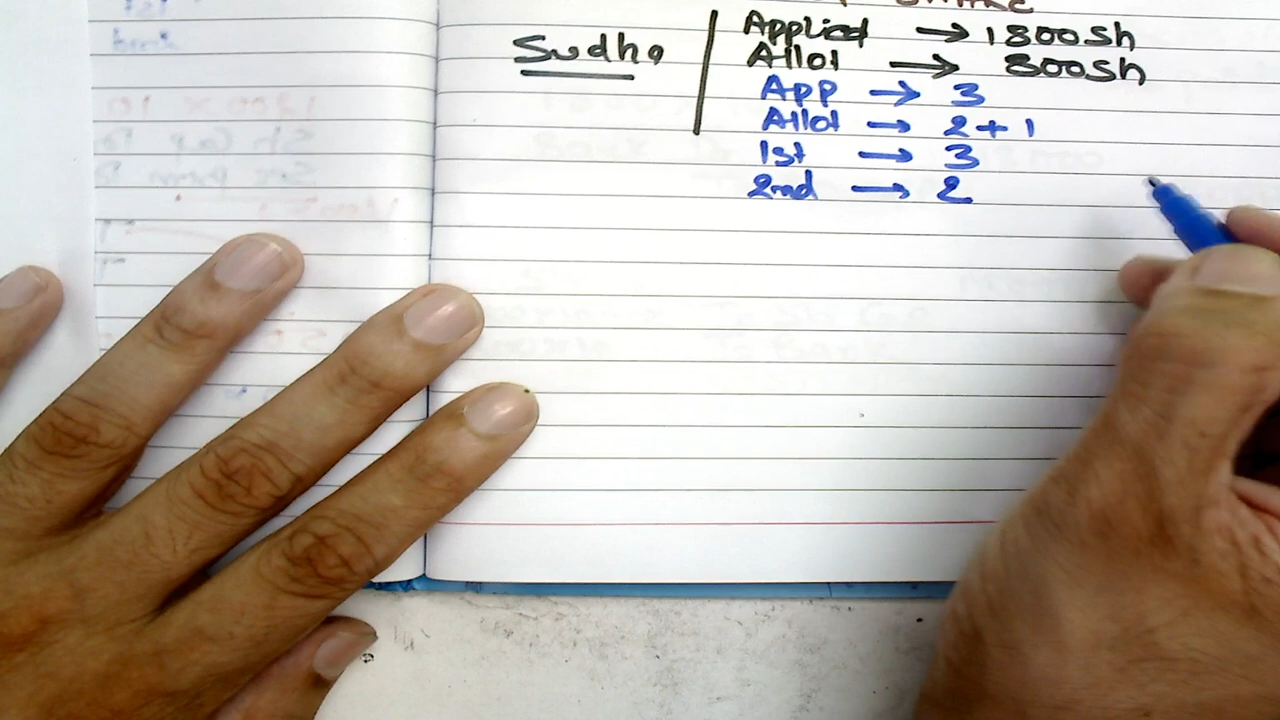 Applied → 1800sh
Sudha
Allot → 800sh
App → 3
Allot → 2 + 1
1st → 3
2nd → 2